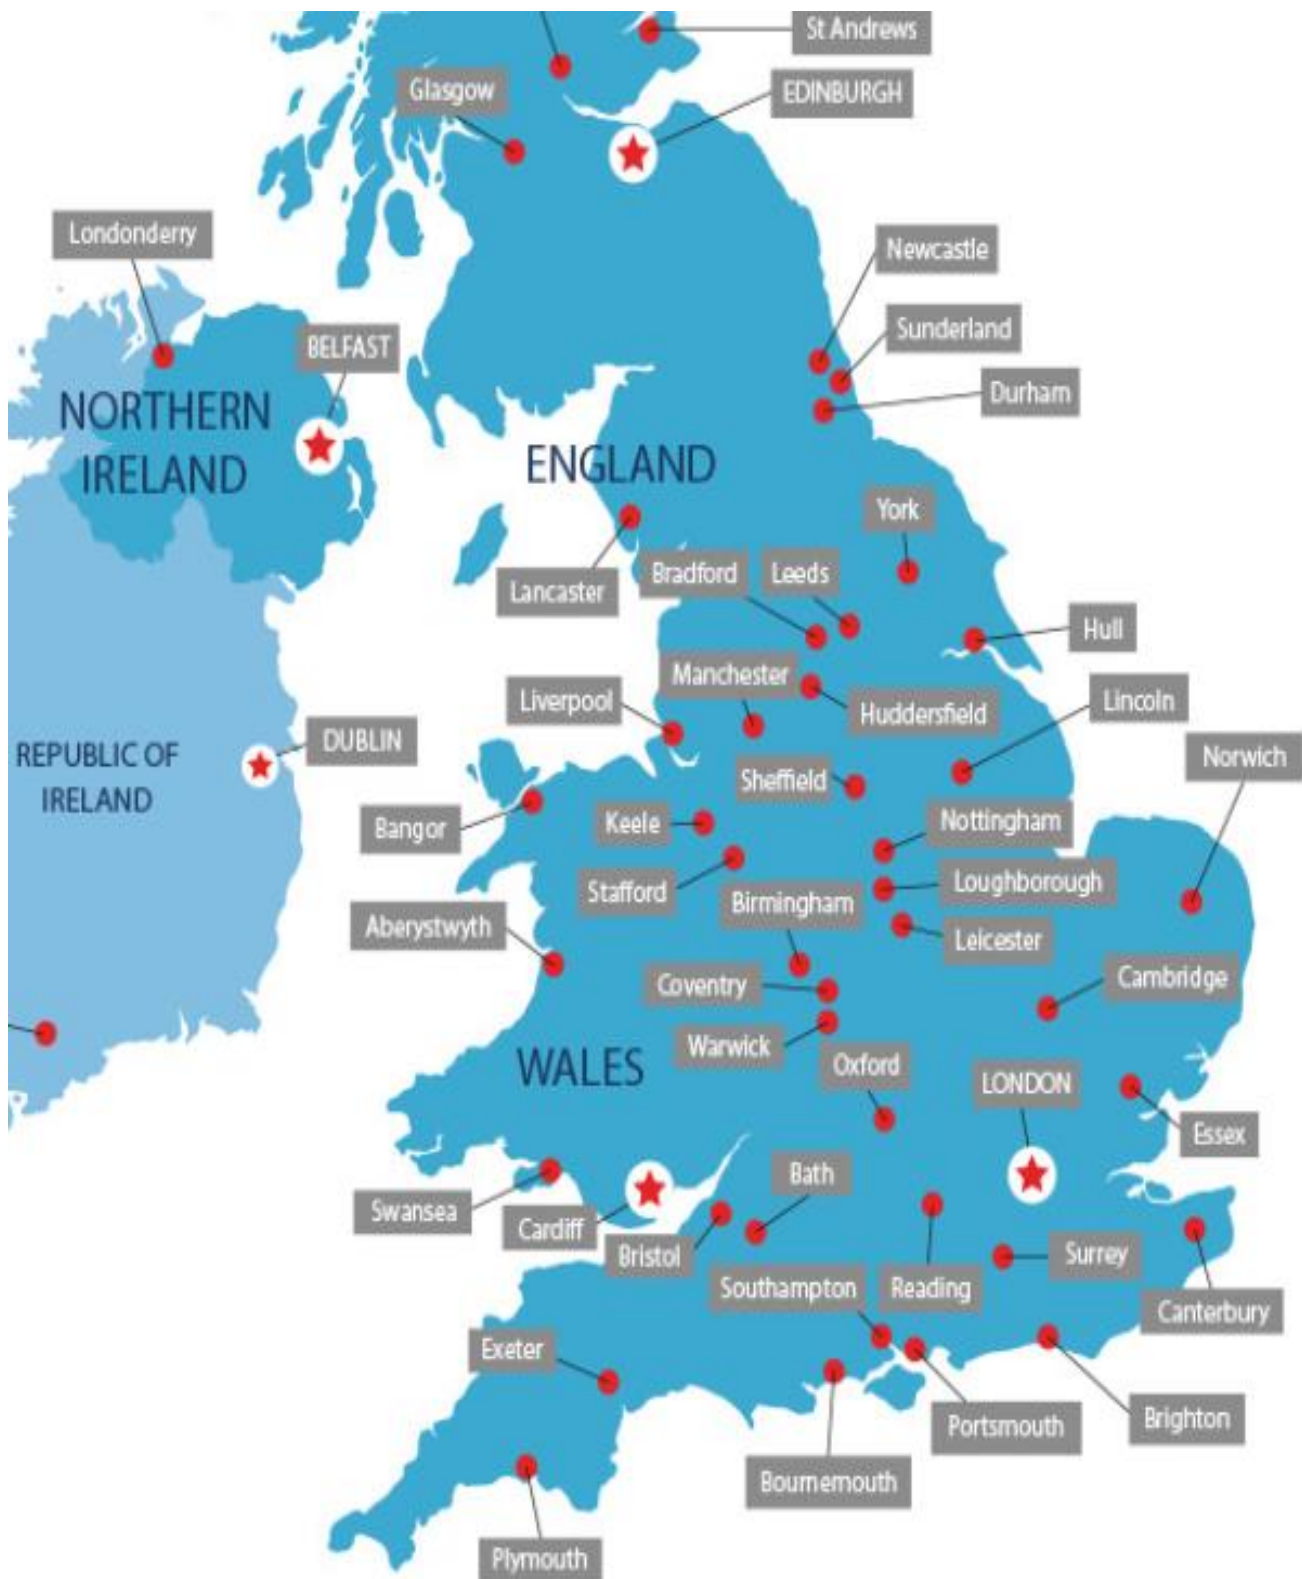 St Andrews
Glasgow
EDINBURGH
Londonderry
Newcastle
Sunderland
BELFAST
Durham
NORTHERN
IRELAND
ENGLAND
York
Lancaster
Bradford
Leeds
Hull
Manchester
Liverpool
Huddersfield
Lincoln
DUBLIN
REPUBLIC OF
IRELAND
Norwich
Sheffield
Bangor
Keele
Nottingham
Stafford
Loughborough
Birmingham
Aberystwyth
Leicester
Coventry
Cambridge
Warwick
WALES
Oxford
LONDON
Essex
Bath
Swansea
Cardiff
Bristol
Surrey
Southampton
Reading
Canterbury
Exeter
Portsmouth
Brighton
Bournemouth
Plymouth